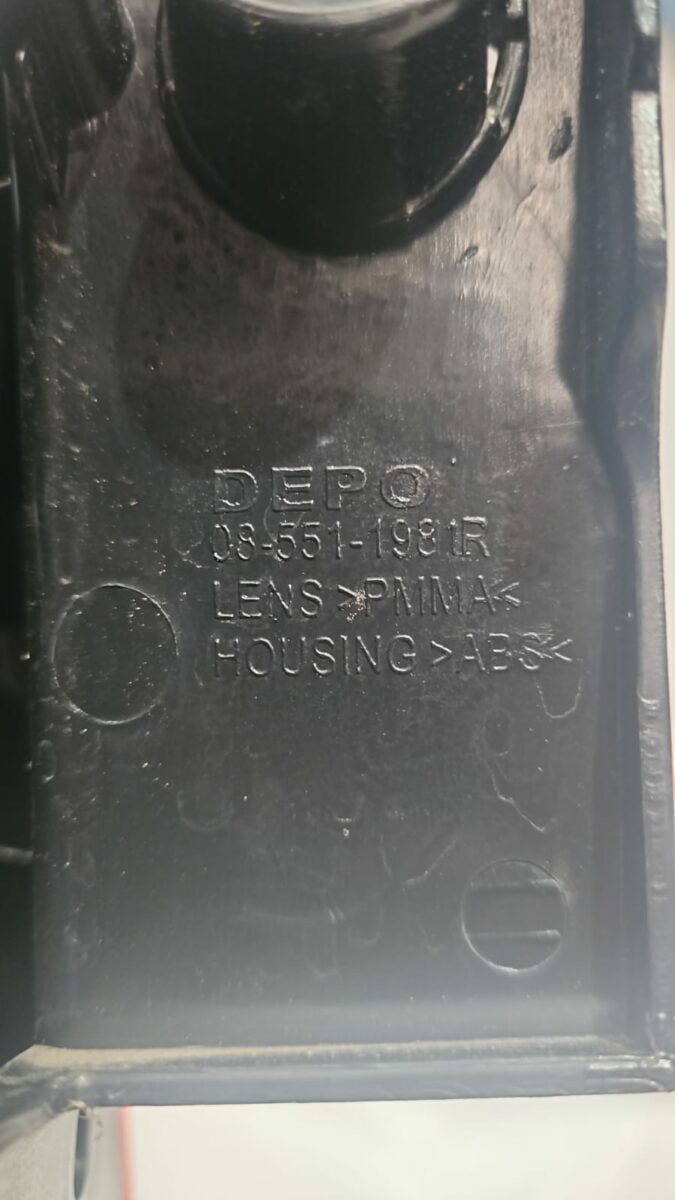 DEPO
08-551-1981R
LENS >PMMA<
HOUSING >ABS<